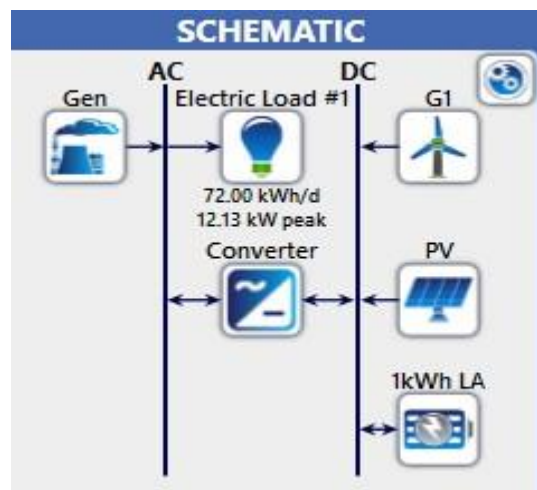 SCHEMATIC
AC
DC
Gen
Electric Load #1
G1
72.00 kWh/d
12.13 kW peak
Converter
PV
1kWh LA